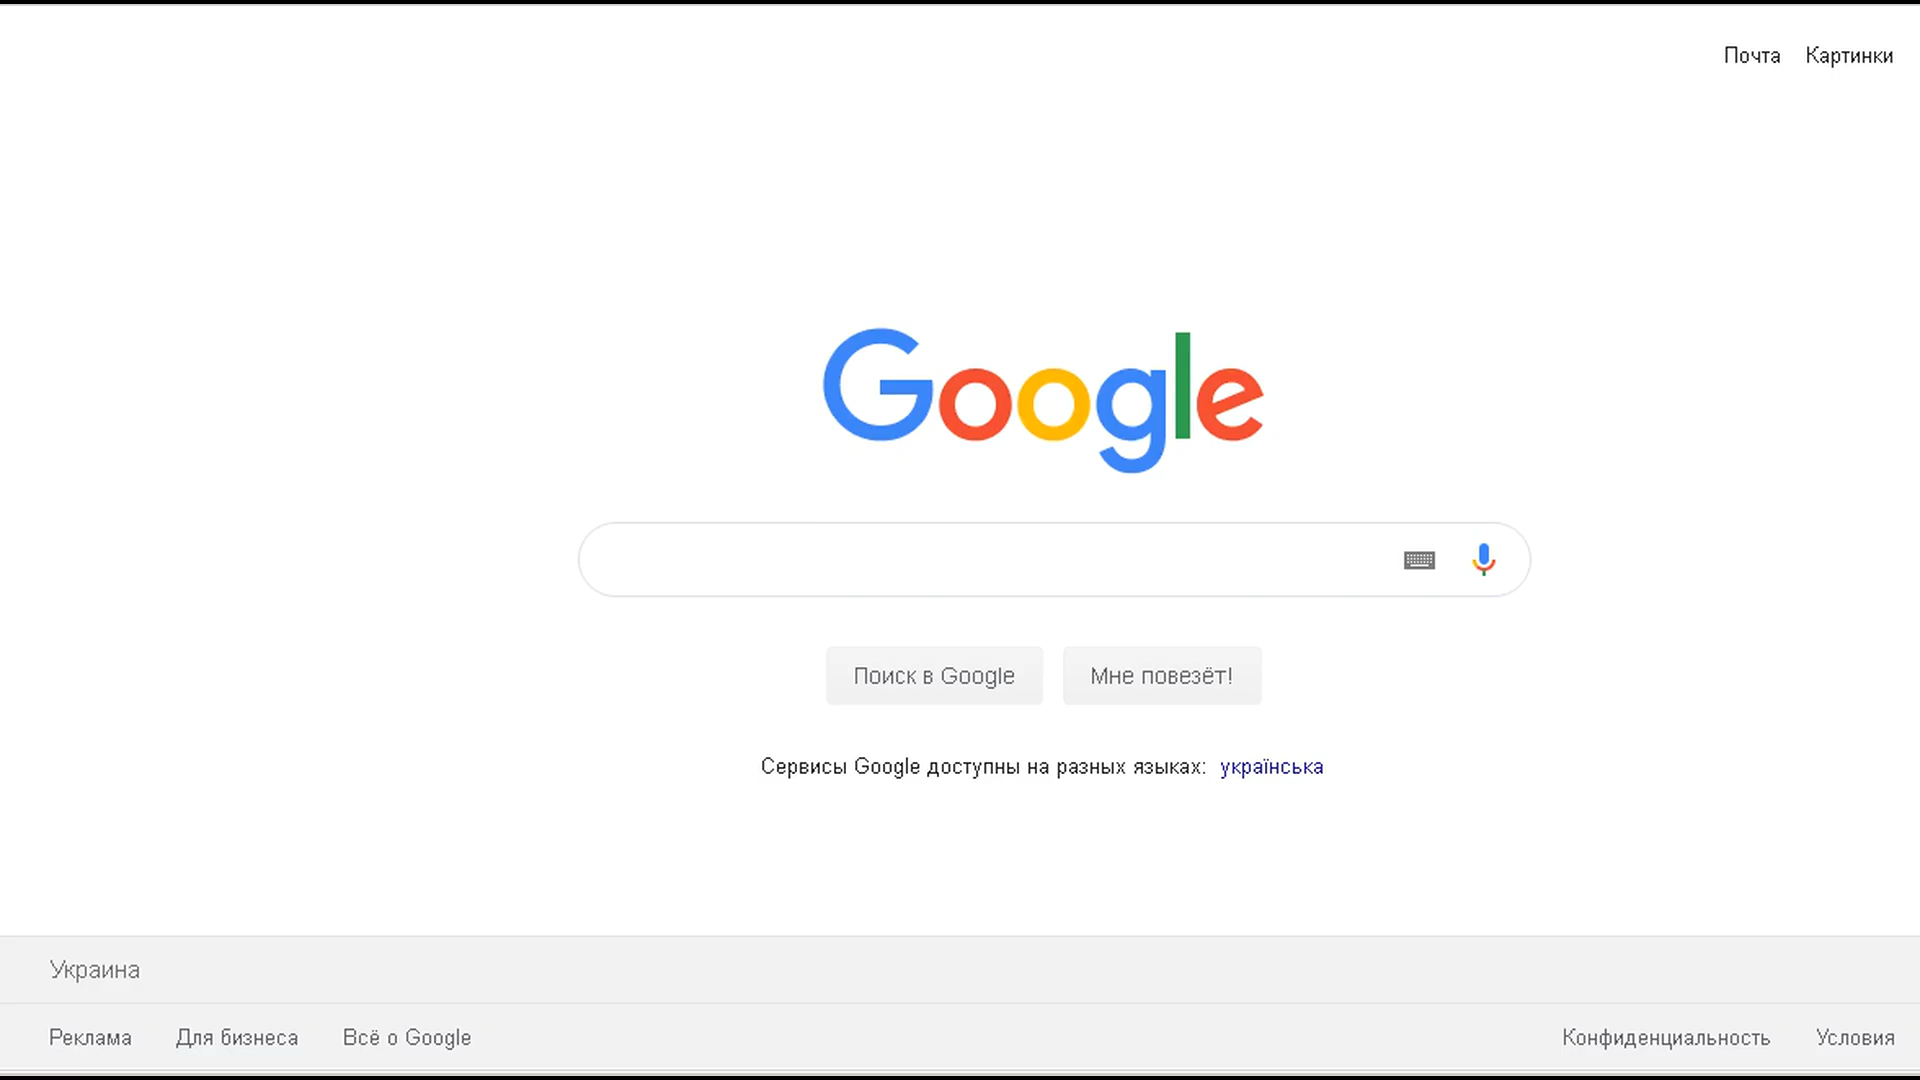 Почта Картинки
Google
Поиск в Google Мне повезёт!
Сервисы Google доступны на разных языках: українська
Украина
Реклама Для бизнеса Всё о Google Конфиденциальность Условия